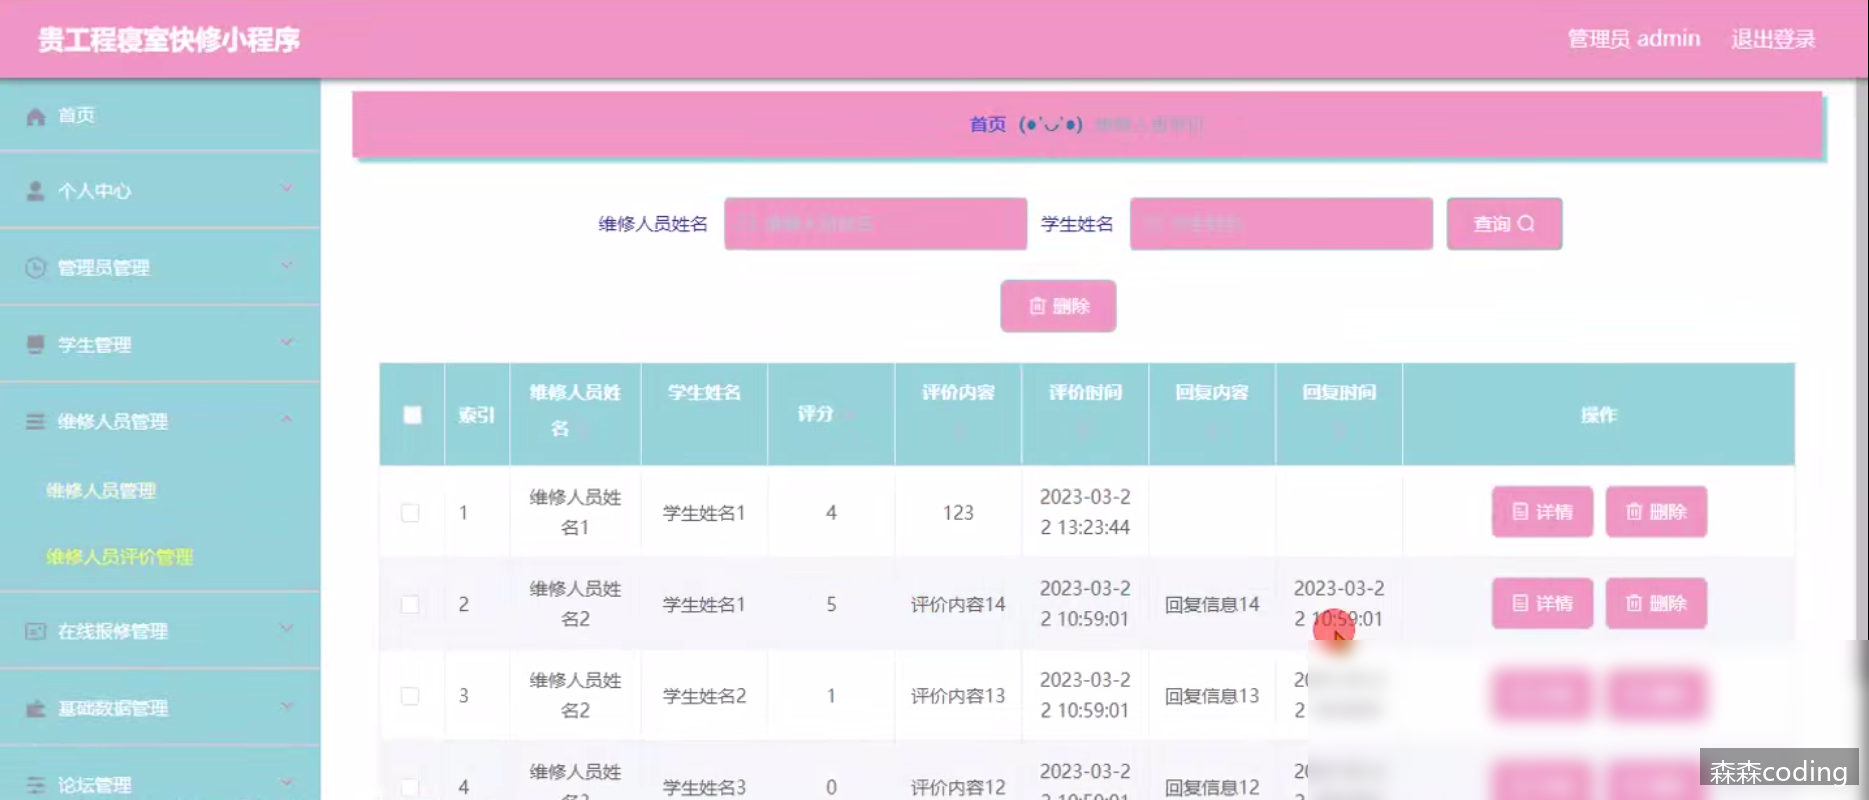 贵工程寝室快修小程序
管理员 admin 退出登录
首页
个人中心
管理员管理
学生管理
维修人员管理
维修人员管理
维修人员评价管理
在线报修管理
基础数据管理
论坛管理
首页 (●'◡'●)
维修人员姓名 学生姓名 查询
删除
索引 维修人员姓名 学生姓名 评分 评价内容 评价时间 回复内容 回复时间 操作
1 维修人员姓名1 学生姓名1 4 123 2023-03-22 13:23:44 详情 删除
2 维修人员姓名2 学生姓名1 5 评价内容14 2023-03-22 10:59:01 回复信息14 2023-03-22 10:59:01 详情 删除
3 维修人员姓名2 学生姓名2 1 评价内容13 2023-03-22 10:59:01 回复信息13
4 维修人员姓 学生姓名3 0 评价内容12 2023-03-2 回复信息12
森森coding